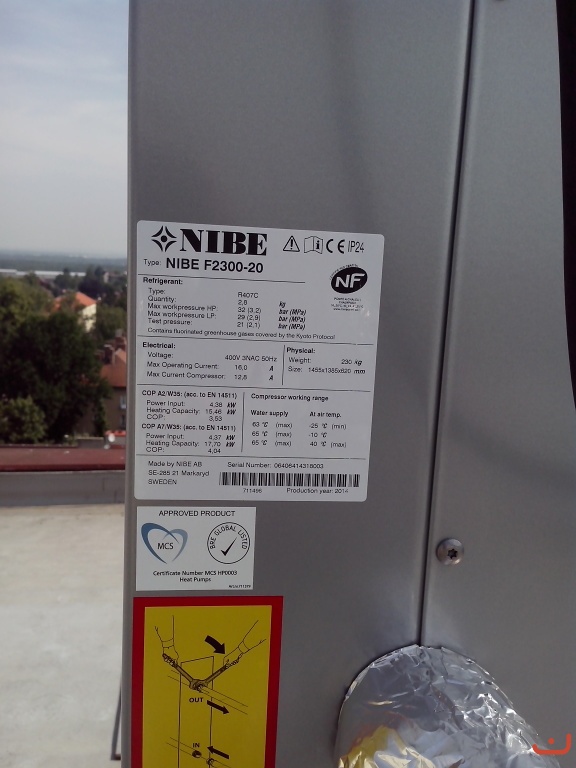 NIBE
IP24
Type: NIBE F2300-20
NF
Refrigerant:
Type: R407C
Quantity: 2,8 kg
Max workpressure HP: 32 (3,2) bar (MPa)
Max workpressure LP: 29 (2,9) bar (MPa)
Test pressure: 21 (2,1) bar (MPa)
Contains fluorinated greenhouse gases covered by the Kyoto Protocol
Electrical:
Voltage: 400V 3NAC 50Hz
Max Operating Current: 16,0 A
Max Current Compressor: 12,8 A
Physical:
Weight: 230 kg
Size: 1455x1385x620 mm
COP A2/W35: (acc. to EN 14511)
Power Input: 4,38 kW
Heating Capacity: 15,46 kW
COP: 3,53
COP A7/W35: (acc. to EN 14511)
Power Input: 4,37 kW
Heating Capacity: 17,70 kW
COP: 4,04
Compressor working range
Water supply At air temp.
63 °C (max) -25 °C (min)
65 °C (max) -10 °C
65 °C (max) 40 °C (max)
Made by NIBE AB
SE-285 21 Markaryd
SWEDEN
Serial Number: 06406414318003
711496 Production year: 2014
APPROVED PRODUCT
MCS
BRE GLOBAL LISTED
Certificate Number MCS HP0003
Heat Pumps
OUT
IN